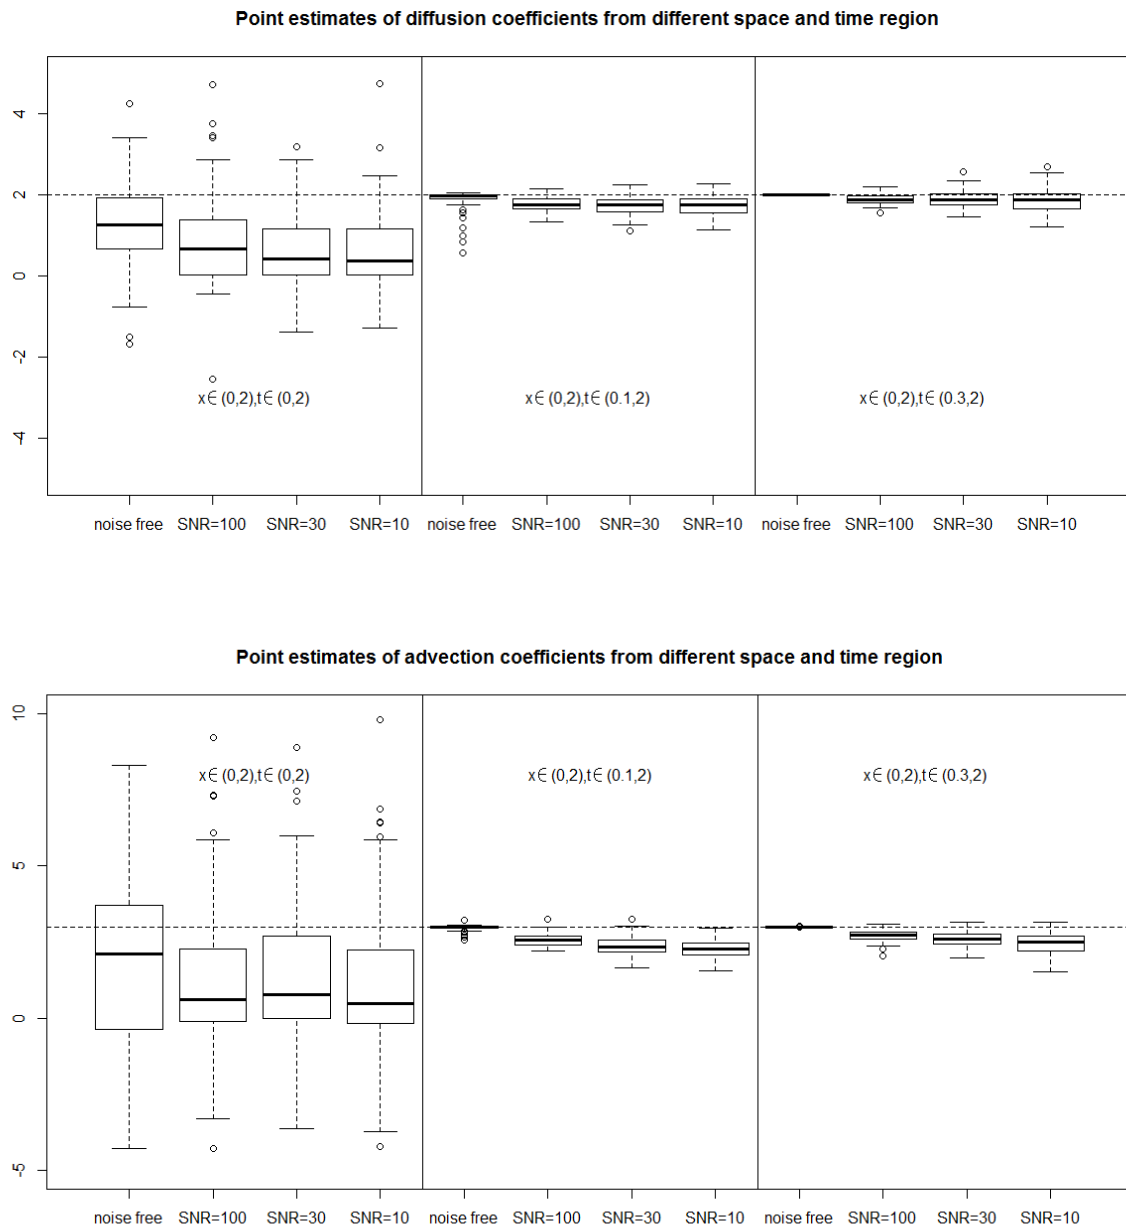 Point estimates of diffusion coefficients from different space and time region
4
2
0
-2
-4
x∈(0,2),t∈(0,2) x∈(0,2),t∈(0.1,2) x∈(0,2),t∈(0.3,2)
noise free SNR=100 SNR=30 SNR=10 noise free SNR=100 SNR=30 SNR=10 noise free SNR=100 SNR=30 SNR=10
Point estimates of advection coefficients from different space and time region
10
5
0
-5
x∈(0,2),t∈(0,2) x∈(0,2),t∈(0.1,2) x∈(0,2),t∈(0.3,2)
noise free SNR=100 SNR=30 SNR=10 noise free SNR=100 SNR=30 SNR=10 noise free SNR=100 SNR=30 SNR=10